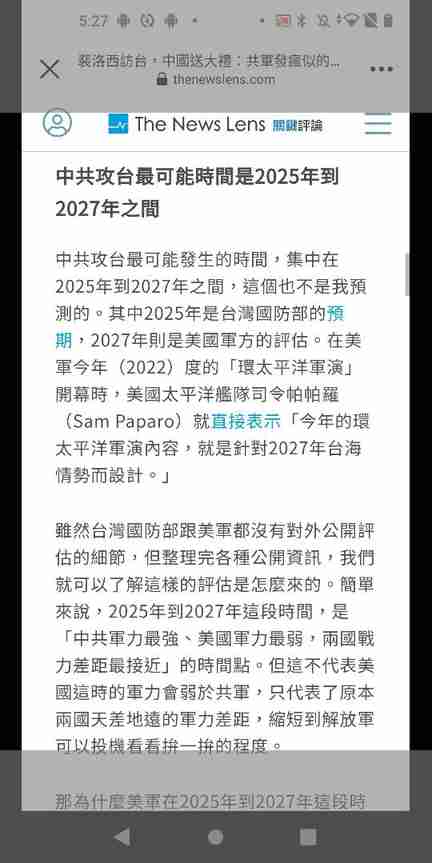 5:27
裴洛西訪台，中國送大禮：共軍發瘋似的...
thenewslens.com
The News Lens 關鍵評論
中共攻台最可能時間是2025年到
2027年之間
中共攻台最可能發生的時間，集中在
2025年到2027年之間，這個也不是我預
測的。其中2025年是台灣國防部的預
期，2027年則是美國軍方的評估。在美
軍今年（2022）度的「環太平洋軍演」
開幕時，美國太平洋艦隊司令帕帕羅
（Sam Paparo）就直接表示「今年的環
太平洋軍演內容，就是針對2027年台海
情勢而設計。」
雖然台灣國防部跟美軍都沒有對外公開評
估的細節，但整理完各種公開資訊，我們
就可以了解這樣的評估是怎麼來的。簡單
來說，2025年到2027年這段時間，是
「中共軍力最強、美國軍力最弱，兩國戰
力差距最接近」的時間點。但這不代表美
國這時的軍力會弱於共軍，只代表了原本
兩國天差地遠的軍力差距，縮短到解放軍
可以投機看看拚一拚的程度。
那為什麼美軍在2025年到2027年這段時